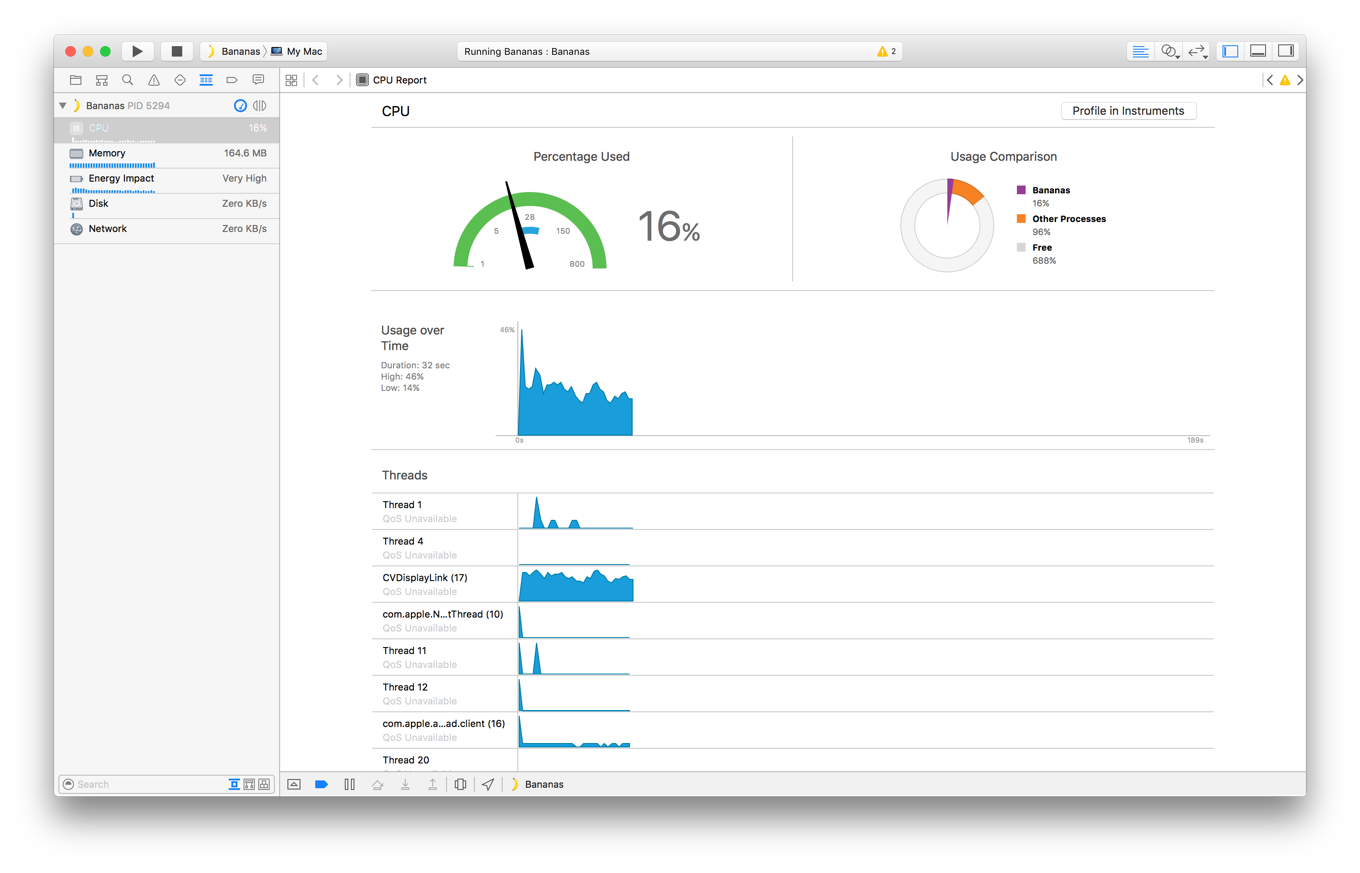 Bananas My Mac
Running Bananas : Bananas
2
CPU Report
Bananas PID 5294
CPU 16%
Memory 164.6 MB
Energy Impact Very High
Disk Zero KB/s
Network Zero KB/s
Search
CPU
Profile in Instruments
Percentage Used
1
5
28
150
800
16%
Usage Comparison
Bananas
16%
Other Processes
96%
Free
688%
Usage over
Time
Duration: 32 sec
High: 46%
Low: 14%
46%
0s
189s
Threads
Thread 1
QoS Unavailable
Thread 4
QoS Unavailable
CVDisplayLink (17)
QoS Unavailable
com.apple.N...tThread (10)
QoS Unavailable
Thread 11
QoS Unavailable
Thread 12
QoS Unavailable
com.apple.a...ad.client (16)
QoS Unavailable
Thread 20
Bananas